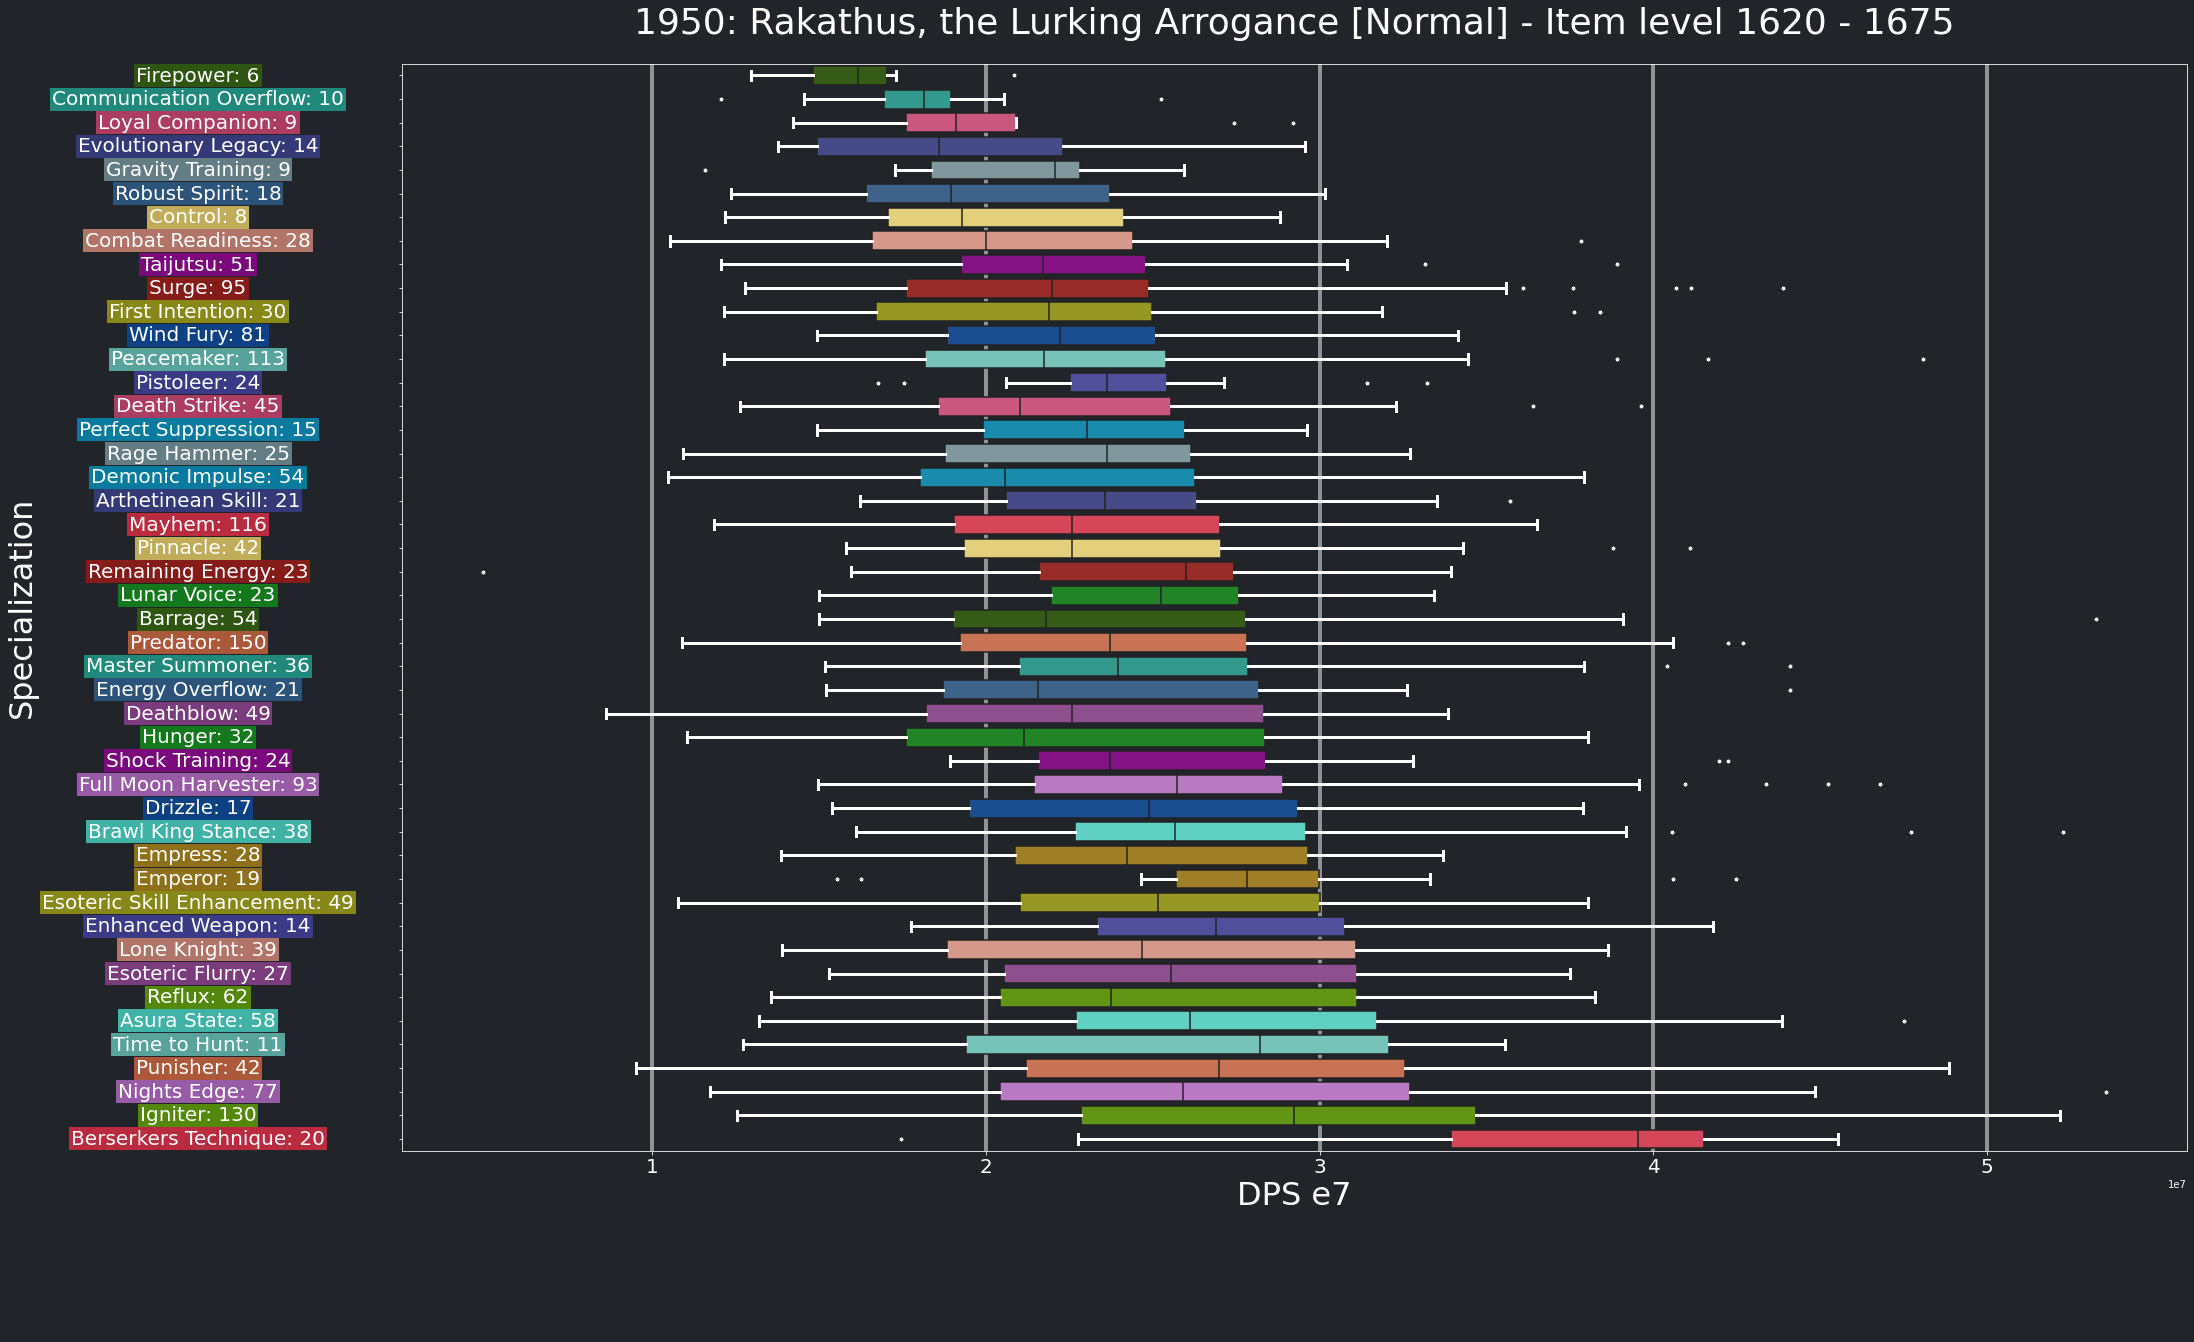 1950: Rakathus, the Lurking Arrogance [Normal] - Item level 1620 - 1675
Specialization
Firepower: 6
Communication Overflow: 10
Loyal Companion: 9
Evolutionary Legacy: 14
Gravity Training: 9
Robust Spirit: 18
Control: 8
Combat Readiness: 28
Taijutsu: 51
Surge: 95
First Intention: 30
Wind Fury: 81
Peacemaker: 113
Pistoleer: 24
Death Strike: 45
Perfect Suppression: 15
Rage Hammer: 25
Demonic Impulse: 54
Arthetinean Skill: 21
Mayhem: 116
Pinnacle: 42
Remaining Energy: 23
Lunar Voice: 23
Barrage: 54
Predator: 150
Master Summoner: 36
Energy Overflow: 21
Deathblow: 49
Hunger: 32
Shock Training: 24
Full Moon Harvester: 93
Drizzle: 17
Brawl King Stance: 38
Empress: 28
Emperor: 19
Esoteric Skill Enhancement: 49
Enhanced Weapon: 14
Lone Knight: 39
Esoteric Flurry: 27
Reflux: 62
Asura State: 58
Time to Hunt: 11
Punisher: 42
Nights Edge: 77
Igniter: 130
Berserkers Technique: 20
1 2 3 4 5
DPS e7
1e7